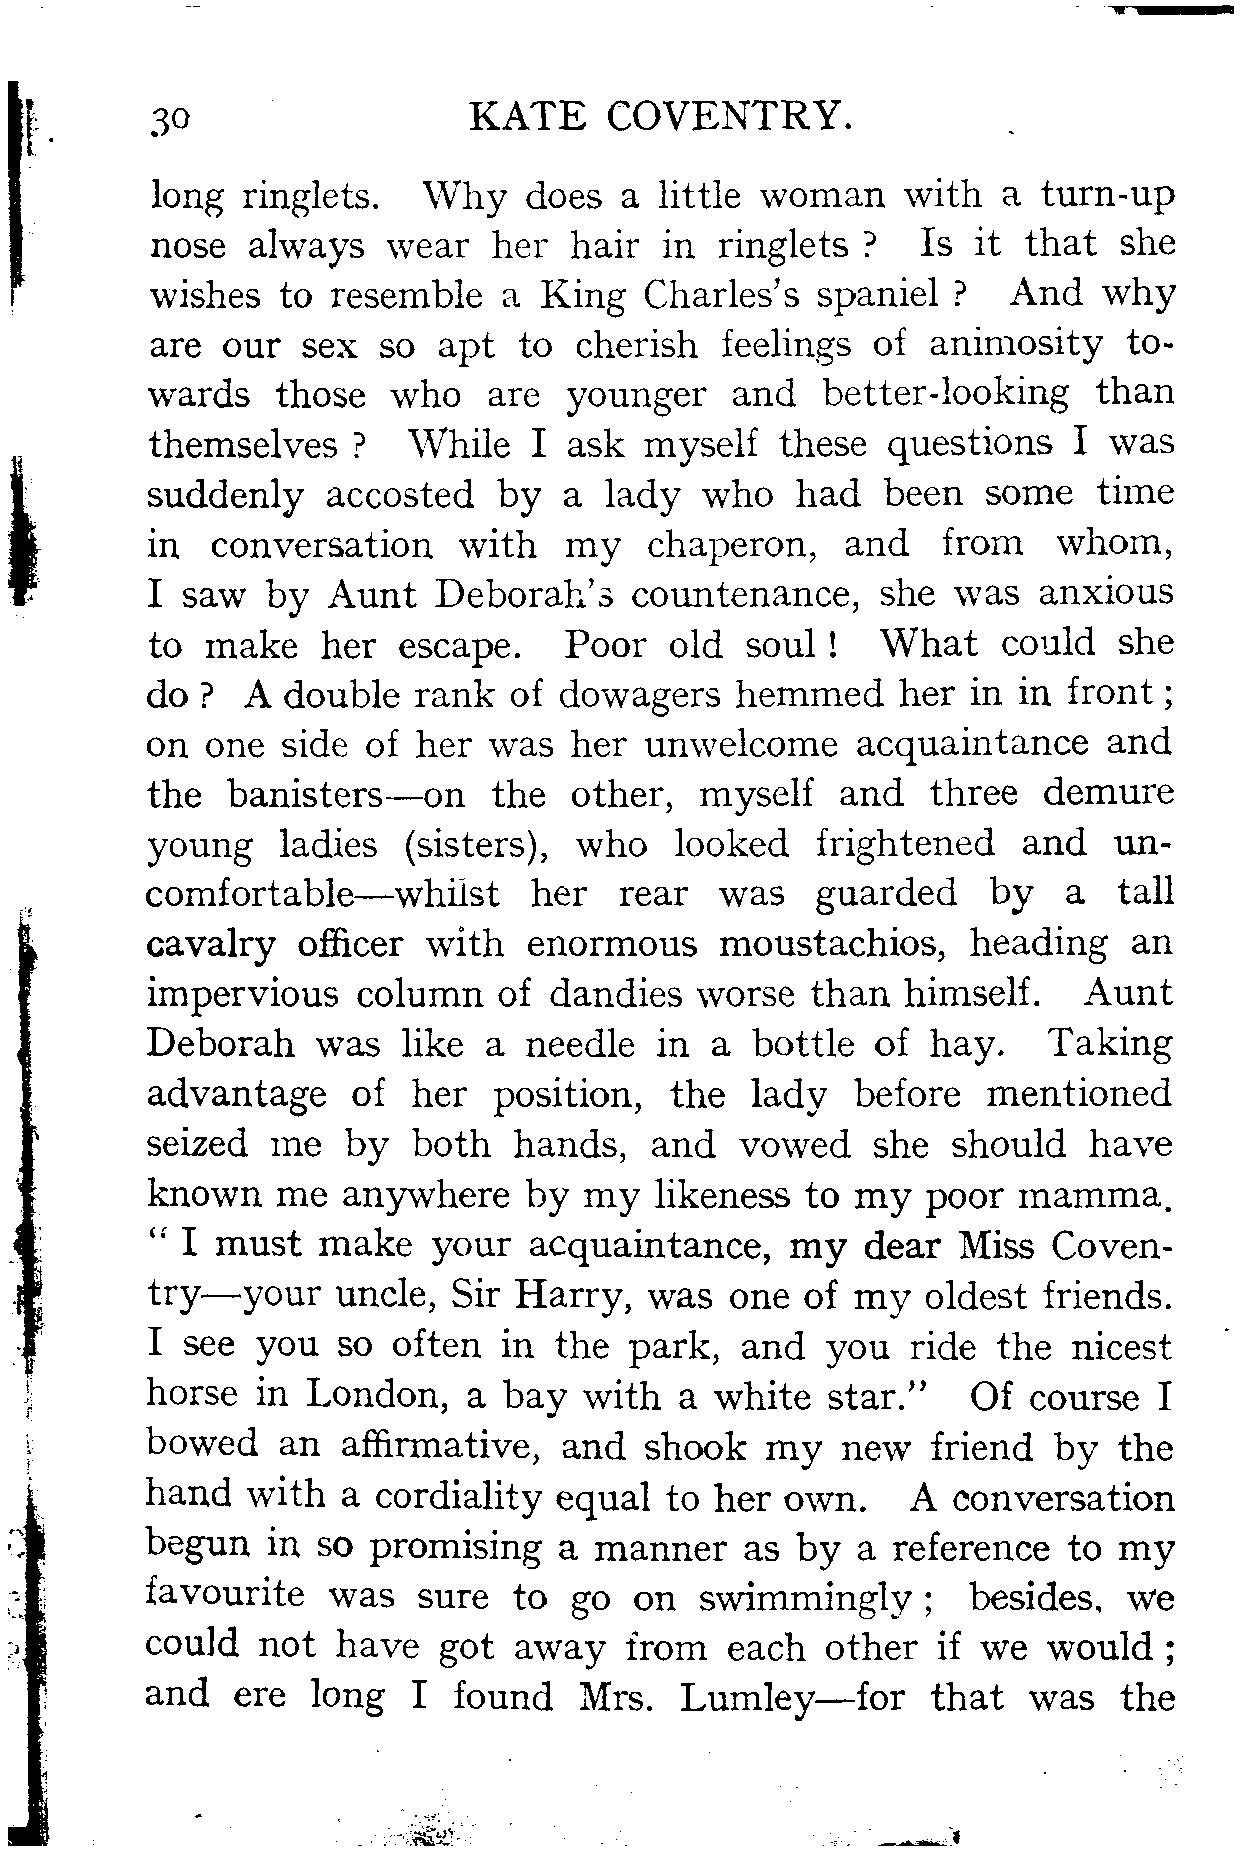 30 KATE COVENTRY.
long ringlets. Why does a little woman with a turn-up
nose always wear her hair in ringlets ? Is it that she
wishes to resemble a King Charles's spaniel ? And why
are our sex so apt to cherish feelings of animosity to-
wards those who are younger and better-looking than
themselves ? While I ask myself these questions I was
suddenly accosted by a lady who had been some time
in conversation with my chaperon, and from whom,
I saw by Aunt Deborah's countenance, she was anxious
to make her escape. Poor old soul ! What could she
do ? A double rank of dowagers hemmed her in in front ;
on one side of her was her unwelcome acquaintance and
the banisters—on the other, myself and three demure
young ladies (sisters), who looked frightened and un-
comfortable—whilst her rear was guarded by a tall
cavalry officer with enormous moustachios, heading an
impervious column of dandies worse than himself. Aunt
Deborah was like a needle in a bottle of hay. Taking
advantage of her position, the lady before mentioned
seized me by both hands, and vowed she should have
known me anywhere by my likeness to my poor mamma.
“ I must make your acquaintance, my dear Miss Coven-
try—your uncle, Sir Harry, was one of my oldest friends.
I see you so often in the park, and you ride the nicest
horse in London, a bay with a white star.” Of course I
bowed an affirmative, and shook my new friend by the
hand with a cordiality equal to her own. A conversation
begun in so promising a manner as by a reference to my
favourite was sure to go on swimmingly ; besides, we
could not have got away from each other if we would ;
and ere long I found Mrs. Lumley—for that was the